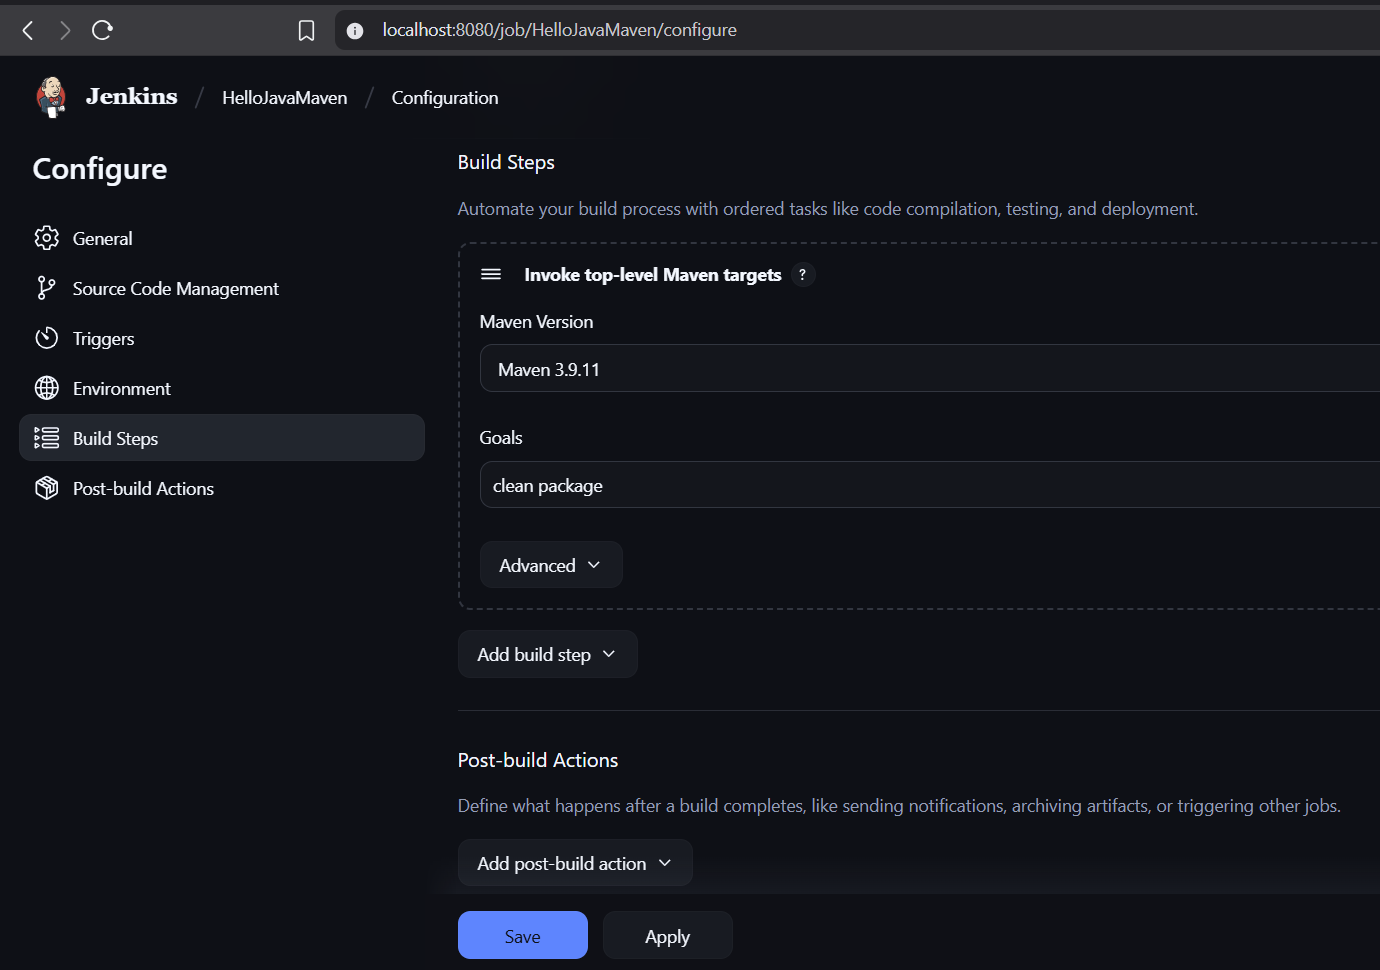 localhost:8080/job/HelloJavaMaven/configure
Jenkins / HelloJavaMaven / Configuration
Configure
General
Source Code Management
Triggers
Environment
Build Steps
Post-build Actions
Build Steps
Automate your build process with ordered tasks like code compilation, testing, and deployment.
Invoke top-level Maven targets ?
Maven Version
Maven 3.9.11
Goals
clean package
Advanced
Add build step
Post-build Actions
Define what happens after a build completes, like sending notifications, archiving artifacts, or triggering other jobs.
Add post-build action
Save Apply